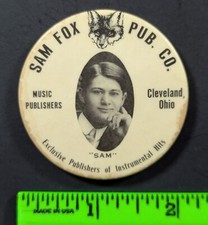 SAM FOX PUB. CO.
MUSIC PUBLISHERS
Cleveland, Ohio
"SAM"
Exclusive Publishers of Instrumental Hits
MADE IN USA
1
2